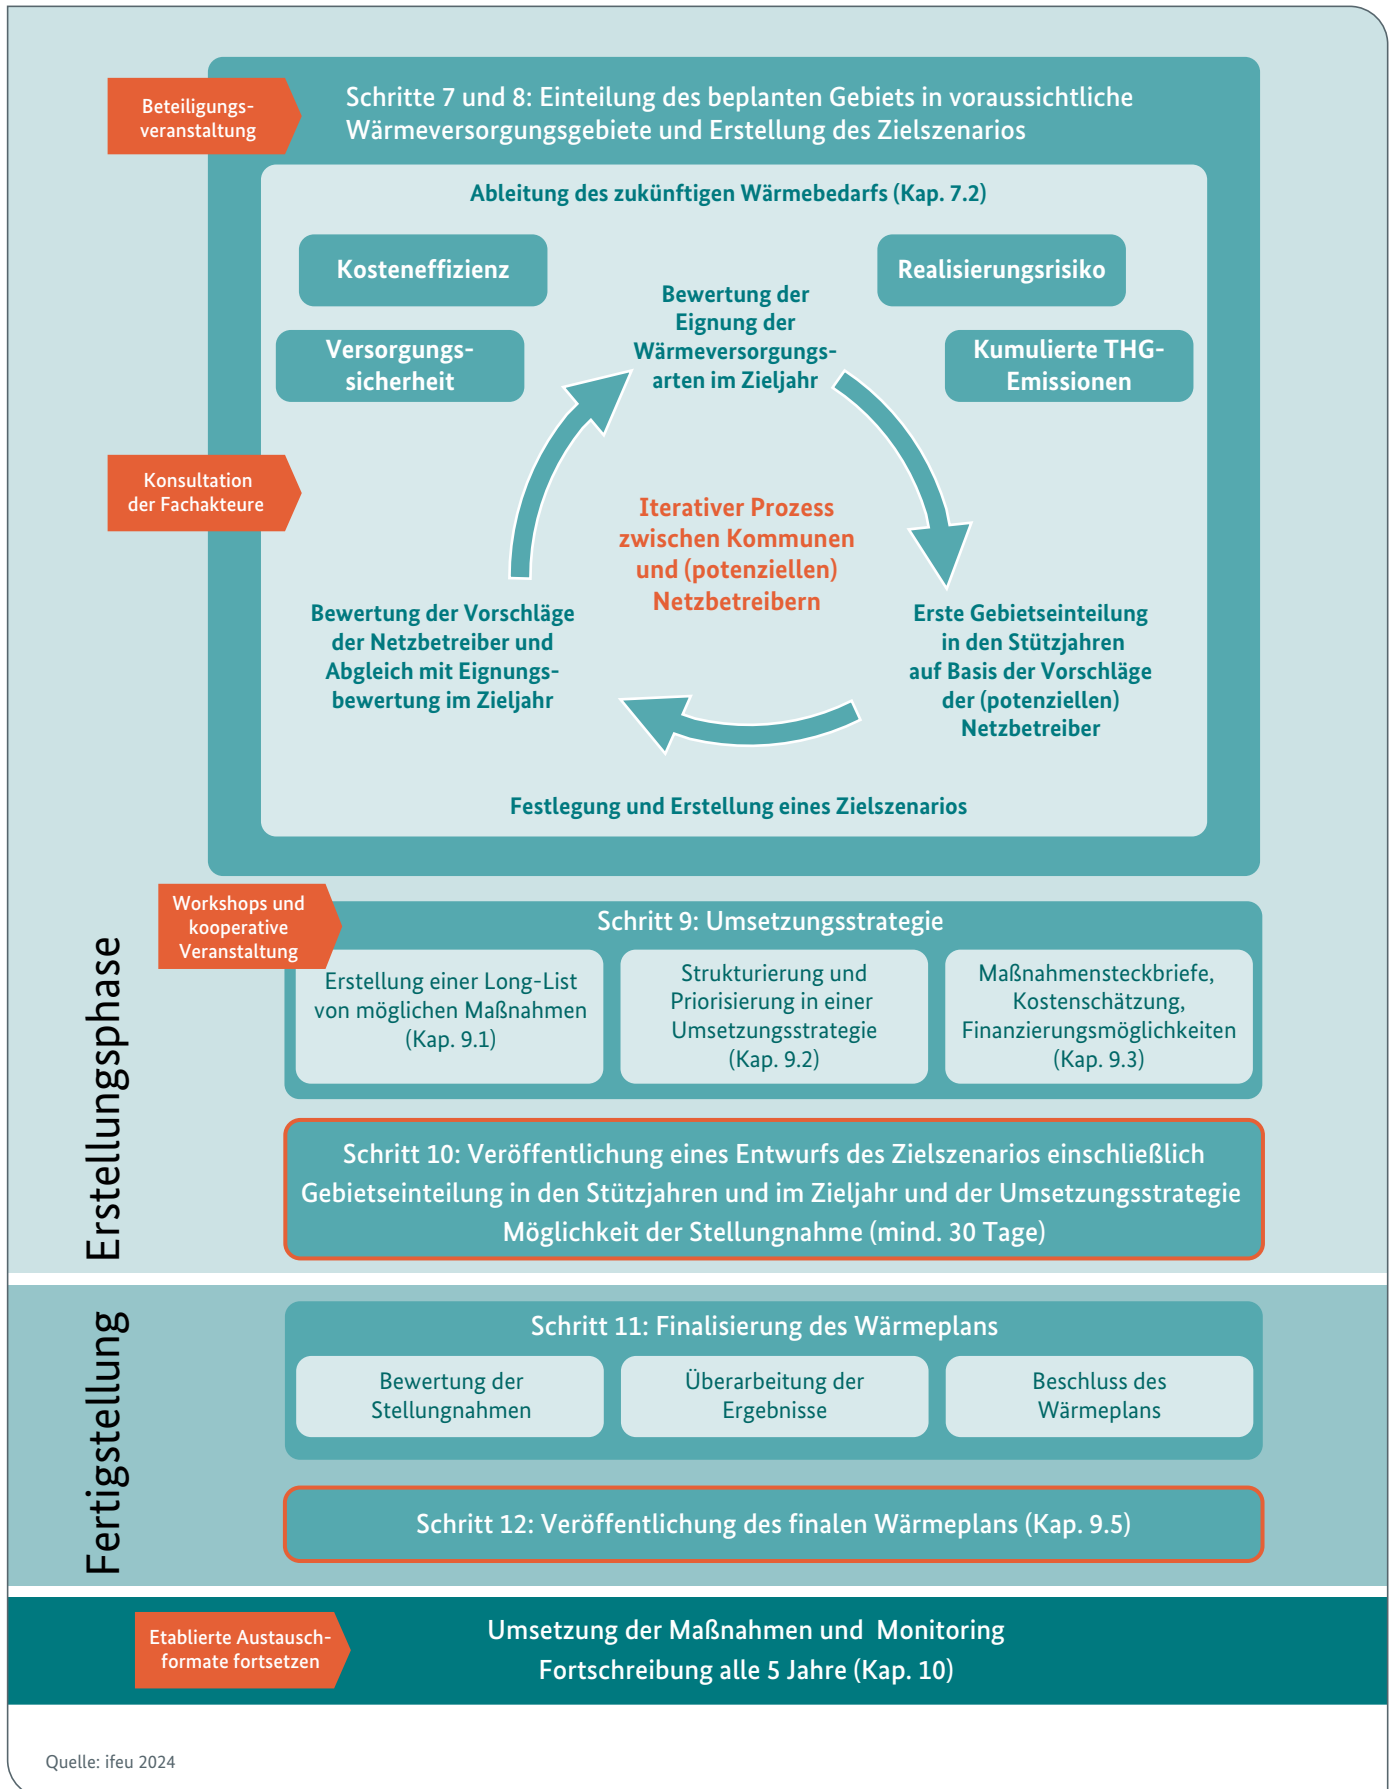 Beteiligungs-
veranstaltung
Schritte 7 und 8: Einteilung des beplanten Gebiets in voraussichtliche
Wärmeversorgungsgebiete und Erstellung des Zielszenarios
Ableitung des zukünftigen Wärmebedarfs (Kap. 7.2)
Kosteneffizienz
Realisierungsrisiko
Versorgungs-
sicherheit
Kumulierte THG-
Emissionen
Bewertung der
Eignung der
Wärmeversorgungs-
arten im Zieljahr
Konsultation
der Fachakteure
Iterativer Prozess
zwischen Kommunen
und (potenziellen)
Netzbetreibern
Bewertung der Vorschläge
der Netzbetreiber und
Abgleich mit Eignungs-
bewertung im Zieljahr
Erste Gebietseinteilung
in den Stützjahren
auf Basis der Vorschläge
der (potenziellen)
Netzbetreiber
Festlegung und Erstellung eines Zielszenarios
Erstellungsphase
Workshops und
kooperative
Veranstaltung
Schritt 9: Umsetzungsstrategie
Erstellung einer Long-List
von möglichen Maßnahmen
(Kap. 9.1)
Strukturierung und
Priorisierung in einer
Umsetzungsstrategie
(Kap. 9.2)
Maßnahmensteckbriefe,
Kostenschätzung,
Finanzierungsmöglichkeiten
(Kap. 9.3)
Schritt 10: Veröffentlichung eines Entwurfs des Zielszenarios einschließlich
Gebietseinteilung in den Stützjahren und im Zieljahr und der Umsetzungsstrategie
Möglichkeit der Stellungnahme (mind. 30 Tage)
Fertigstellung
Schritt 11: Finalisierung des Wärmeplans
Bewertung der
Stellungnahmen
Überarbeitung der
Ergebnisse
Beschluss des
Wärmeplans
Schritt 12: Veröffentlichung des finalen Wärmeplans (Kap. 9.5)
Etablierte Austausch-
formate fortsetzen
Umsetzung der Maßnahmen und Monitoring
Fortschreibung alle 5 Jahre (Kap. 10)
Quelle: ifeu 2024